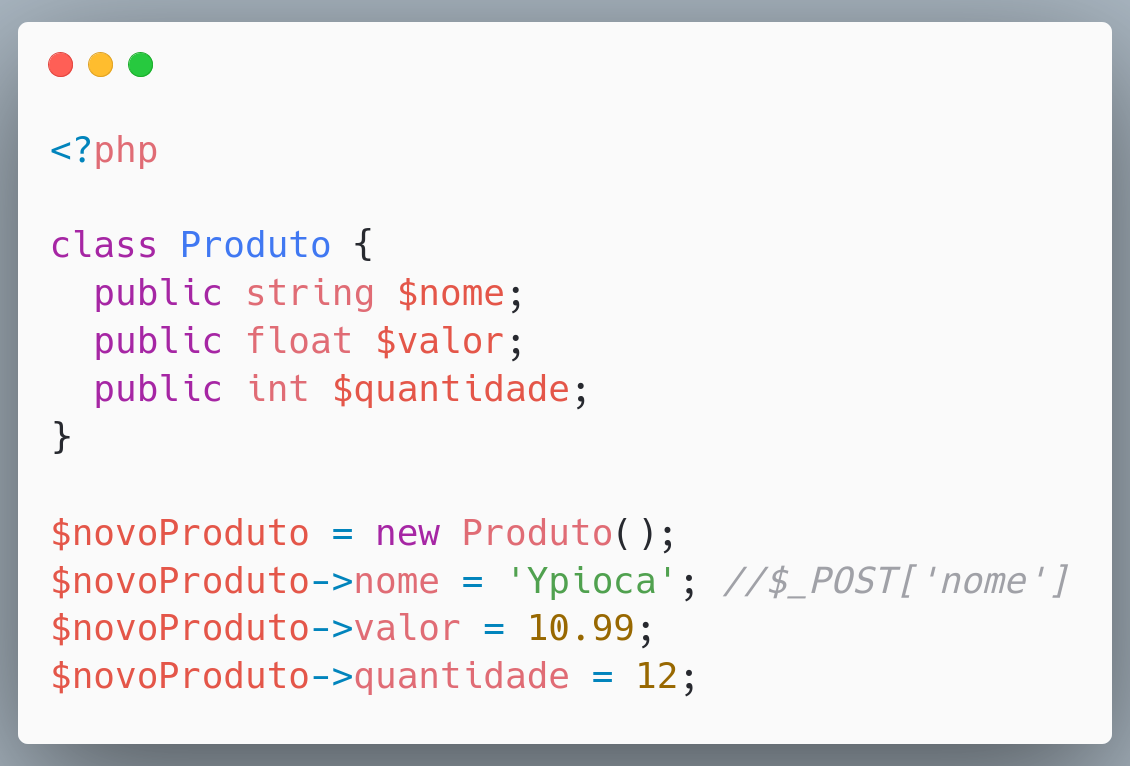 <?php
class Produto {
  public string $nome;
  public float $valor;
  public int $quantidade;
}
$novoProduto = new Produto();
$novoProduto->nome = 'Ypioca'; //$_POST['nome']
$novoProduto->valor = 10.99;
$novoProduto->quantidade = 12;